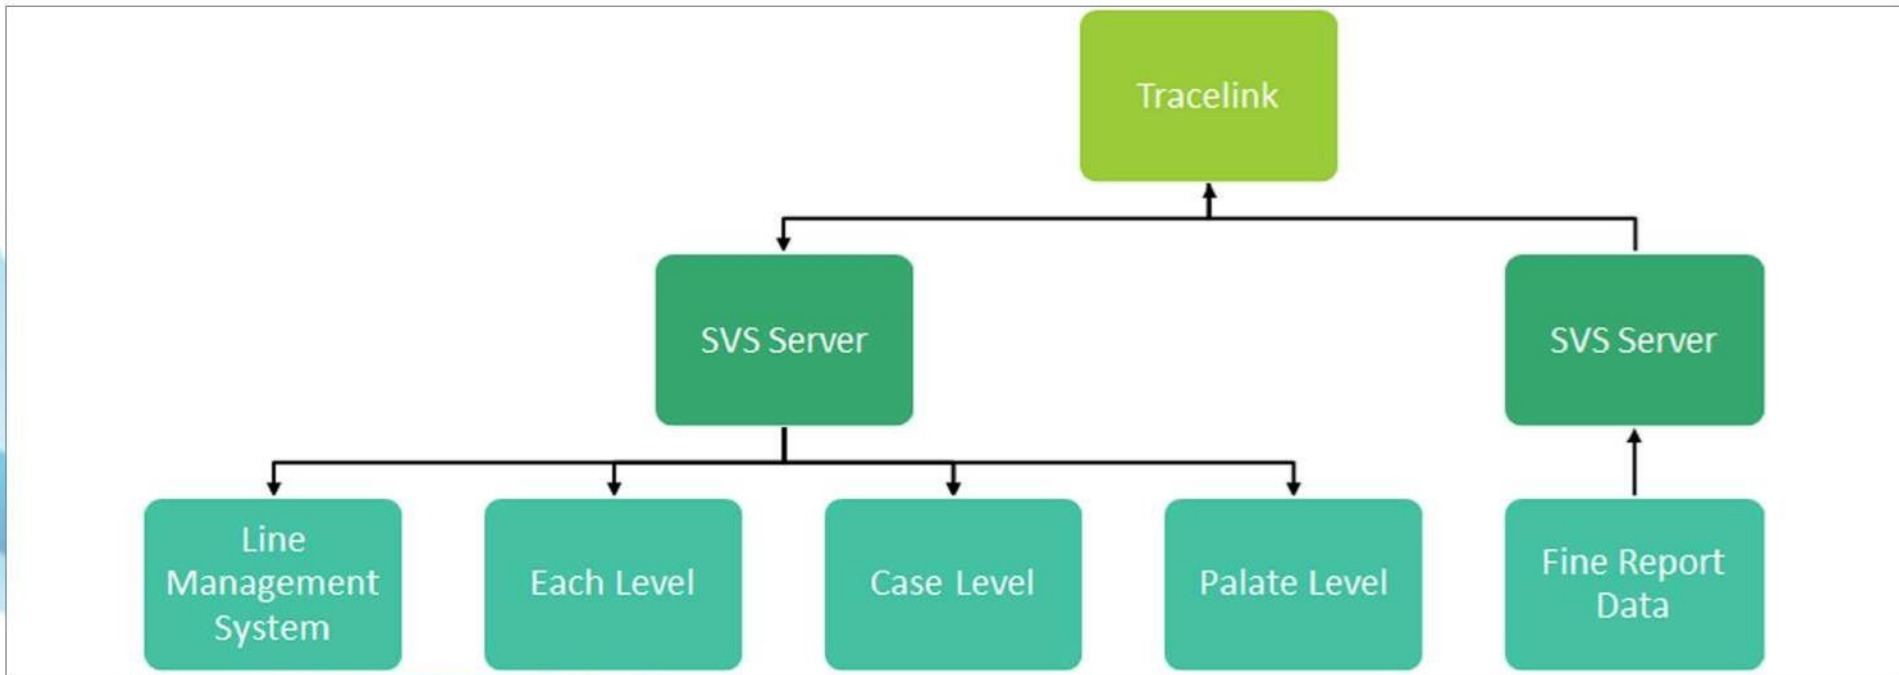 Tracelink
SVS Server
SVS Server
Line
Management
System
Each Level
Case Level
Palate Level
Fine Report
Data